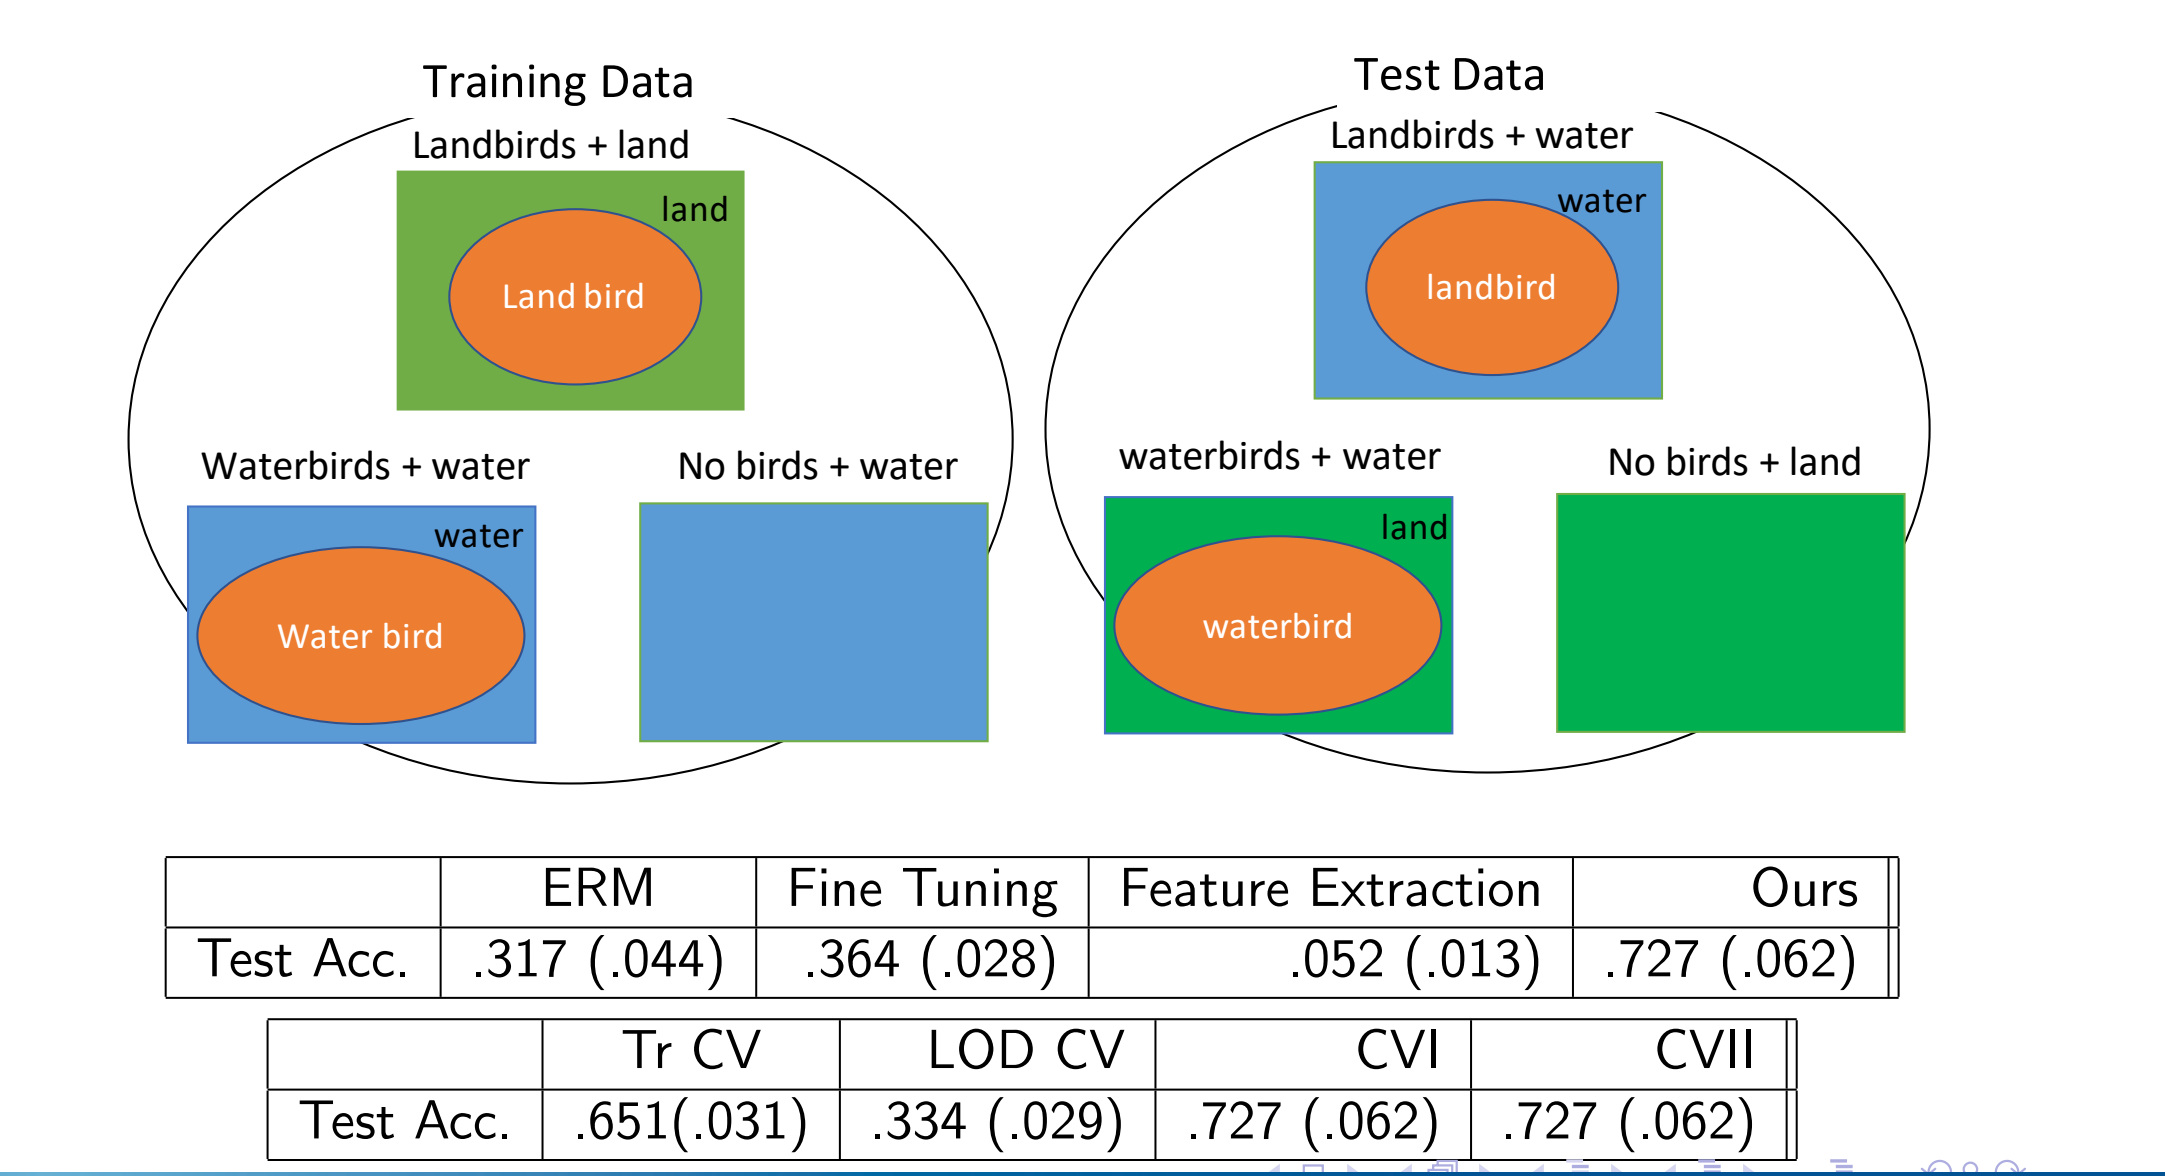 Training Data
Landbirds + land
land
Land bird
Waterbirds + water
water
Water bird
No birds + water
Test Data
Landbirds + water
water
landbird
waterbirds + water
land
waterbird
No birds + land
ERM Fine Tuning Feature Extraction Ours
Test Acc. .317 (.044) .364 (.028) .052 (.013) .727 (.062)
Tr CV LOD CV CVI CVII
Test Acc. .651(.031) .334 (.029) .727 (.062) .727 (.062)